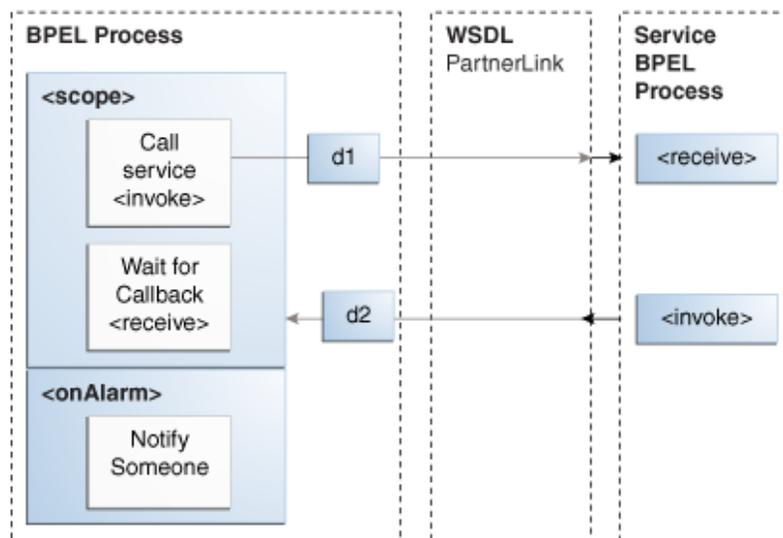 BPEL Process
<scope>
Call
service
<invoke>
d1
Wait for
Callback
<receive>
d2
<onAlarm>
Notify
Someone
WSDL
PartnerLink
Service
BPEL
Process
<receive>
<invoke>